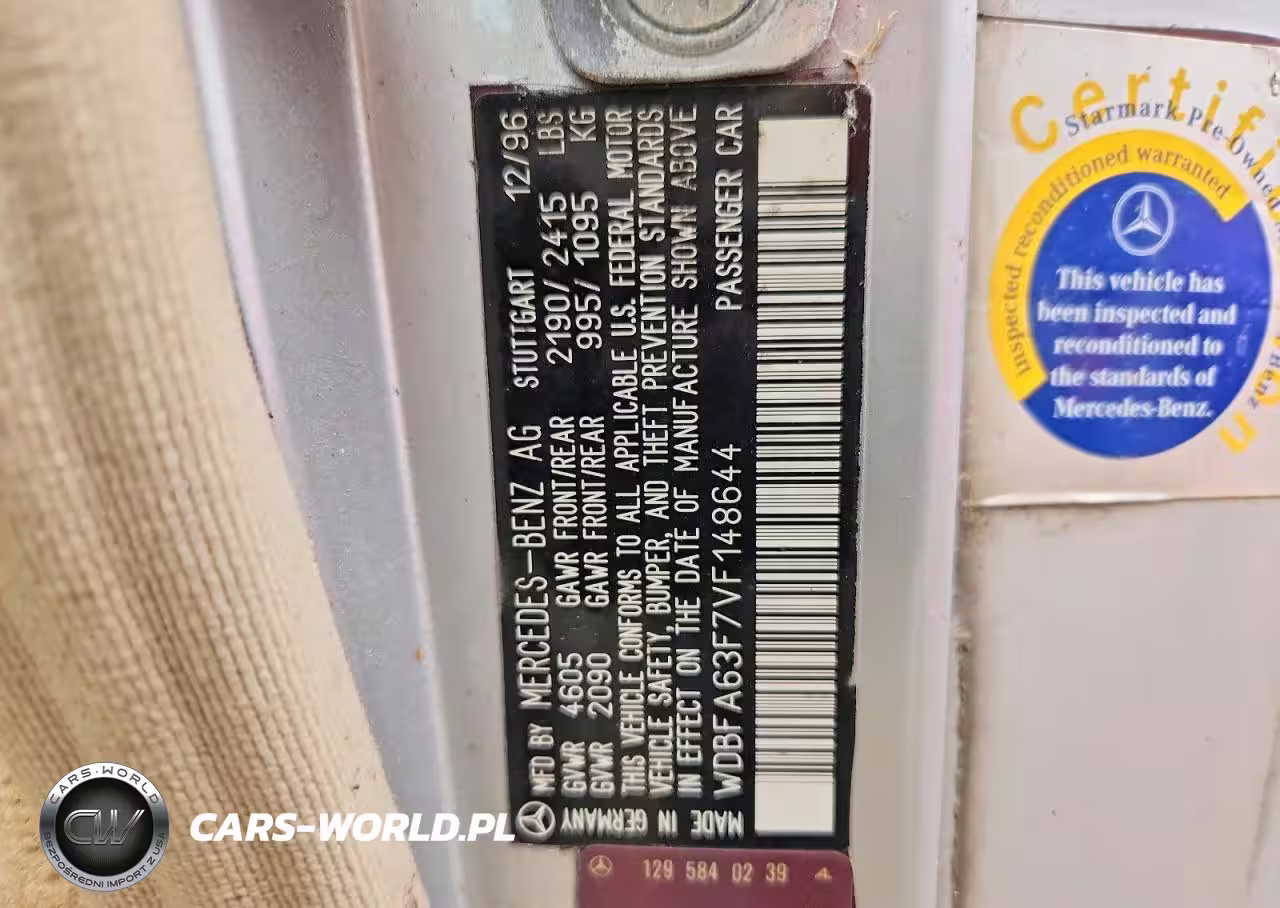 MFD BY MERCEDES-BENZ AG STUTTGART 12/96
GVWR 4605 GAWR FRONT/REAR 2190/ 2415 LBS
GVWR 2090 GAWR FRONT/REAR 995/ 1095 KG
THIS VEHICLE CONFORMS TO ALL APPLICABLE U.S. FEDERAL MOTOR
VEHICLE SAFETY, BUMPER, AND THEFT PREVENTION STANDARDS
IN EFFECT ON THE DATE OF MANUFACTURE SHOWN ABOVE
WDBFA63F7VF148644 PASSENGER CAR
MADE IN GERMANY
129 584 02 39
Starmark Pre-Owned
inspected reconditioned warranted
This vehicle has
been inspected and
reconditioned to
the standards of
Mercedes-Benz.
CARS-WORLD
CW
BEZPOŚREDNI IMPORT Z USA
CARS-WORLD.PL